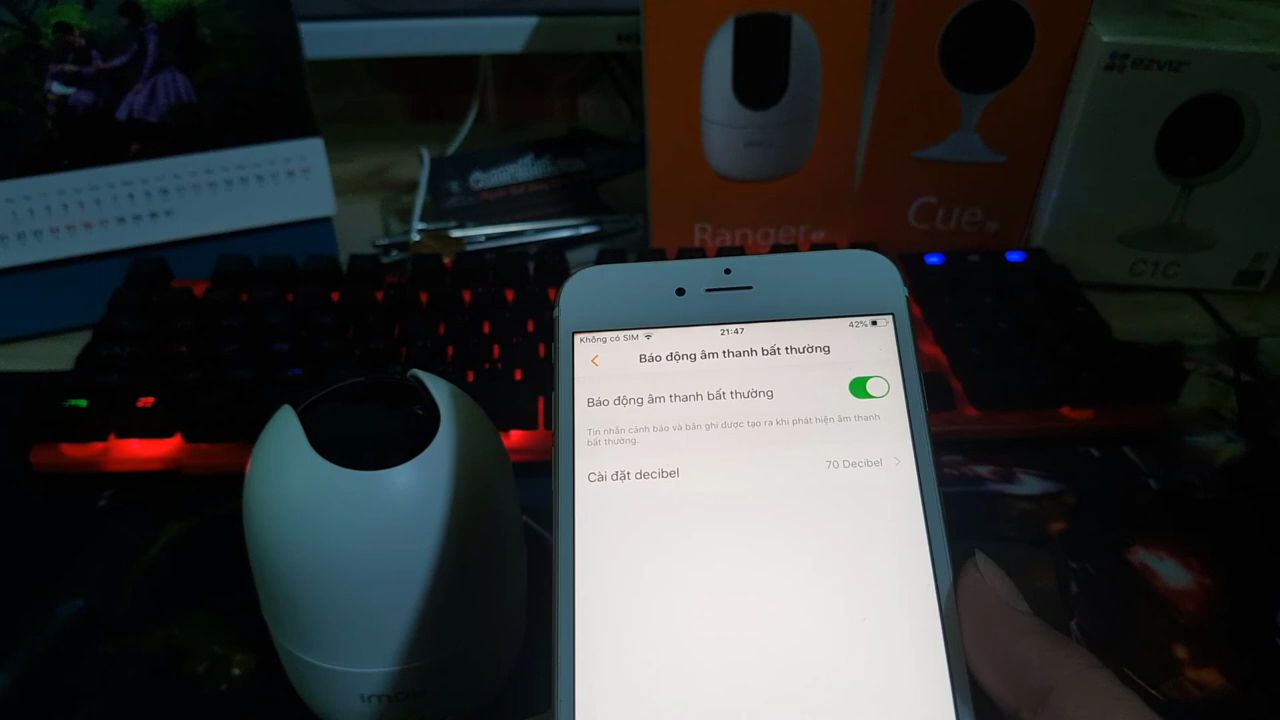 EZVIZ
Ranger
Cue
C1C
Không có SIM
21:47
42%
Báo động âm thanh bất thường
Báo động âm thanh bất thường
Tin nhắn cảnh báo và bản ghi được tạo ra khi phát hiện âm thanh
bất thường.
Cài đặt decibel
70 Decibel
imou